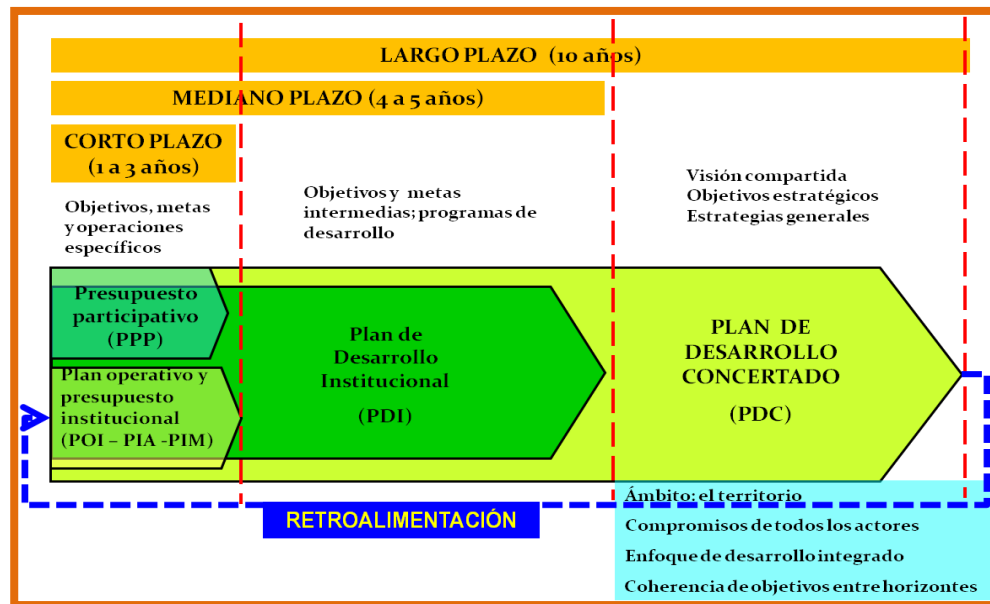 LARGO PLAZO (10 años)
MEDIANO PLAZO (4 a 5 años)
CORTO PLAZO
(1 a 3 años)
Objetivos, metas
y operaciones
específicos
Objetivos y metas
intermedias; programas de
desarrollo
Visión compartida
Objetivos estratégicos
Estrategias generales
Presupuesto
participativo
(PPP)
Plan operativo y
presupuesto
institucional
(POI – PIA -PIM)
Plan de
Desarrollo
Institucional
(PDI)
PLAN DE
DESARROLLO
CONCERTADO
(PDC)
RETROALIMENTACIÓN
Ámbito: el territorio
Compromisos de todos los actores
Enfoque de desarrollo integrado
Coherencia de objetivos entre horizontes